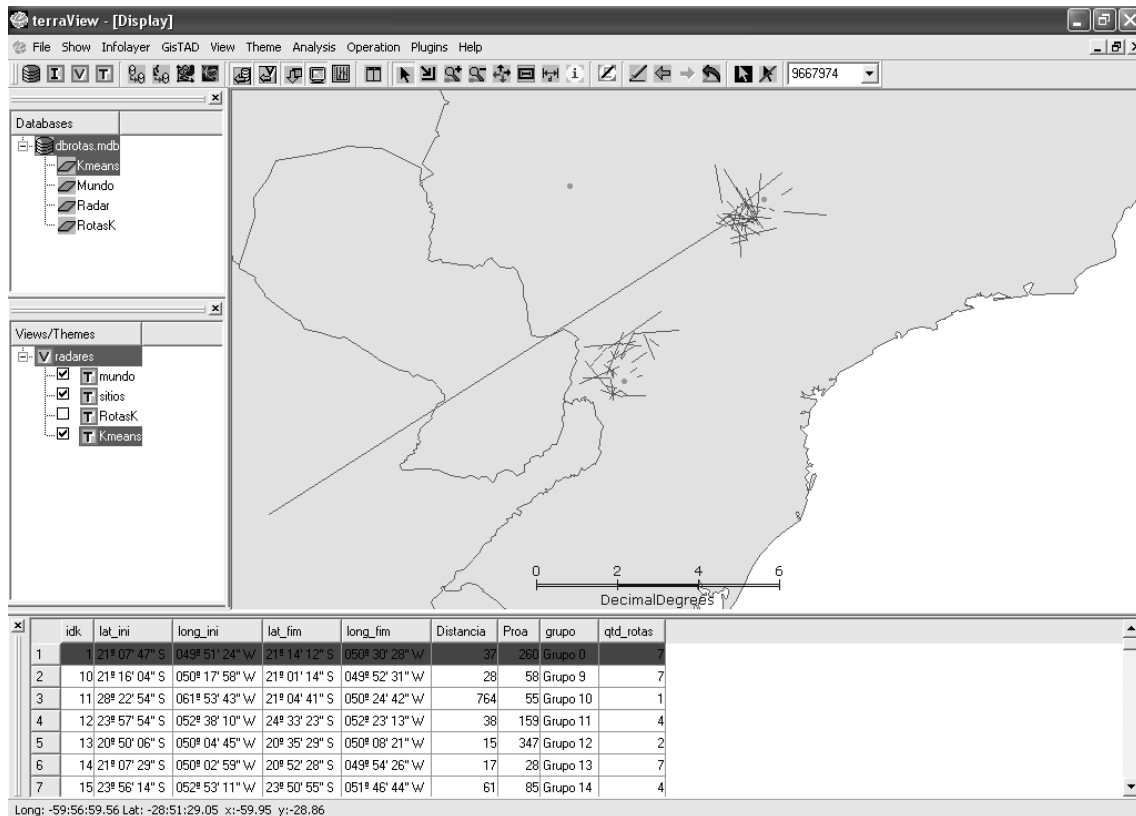 terraView - [Display]
File Show Infolayer GisTAD View Theme Analysis Operation Plugins Help
I V T
9667974
Databases
dbrotas.mdb
Kmeans
Mundo
Radar
RotasK
Views/Themes
V radares
T mundo
T sitios
T RotasK
T Kmeans
0 2 4 6
DecimalDegrees
idk lat_ini long_ini lat_fim long_fim Distancia Proa grupo qtd_rotas
1 1 21º 07' 47" S 049º 51' 24" W 21º 14' 12" S 050º 30' 28" W 37 260 Grupo 0 7
2 10 21º 16' 04" S 050º 17' 58" W 21º 01' 14" S 049º 52' 31" W 28 58 Grupo 9 7
3 11 28º 22' 54" S 061º 53' 43" W 21º 04' 41" S 050º 24' 42" W 764 55 Grupo 10 1
4 12 23º 57' 54" S 052º 38' 10" W 24º 33' 23" S 052º 23' 13" W 38 159 Grupo 11 4
5 13 20º 50' 06" S 050º 04' 45" W 20º 35' 29" S 050º 08' 21" W 15 347 Grupo 12 2
6 14 21º 07' 29" S 050º 02' 59" W 20º 52' 28" S 049º 54' 26" W 17 28 Grupo 13 7
7 15 23º 56' 14" S 052º 53' 11" W 23º 50' 55" S 051º 46' 44" W 61 85 Grupo 14 4
Long: -59:56:59.56 Lat: -28:51:29.05 x:-59.95 y:-28.86